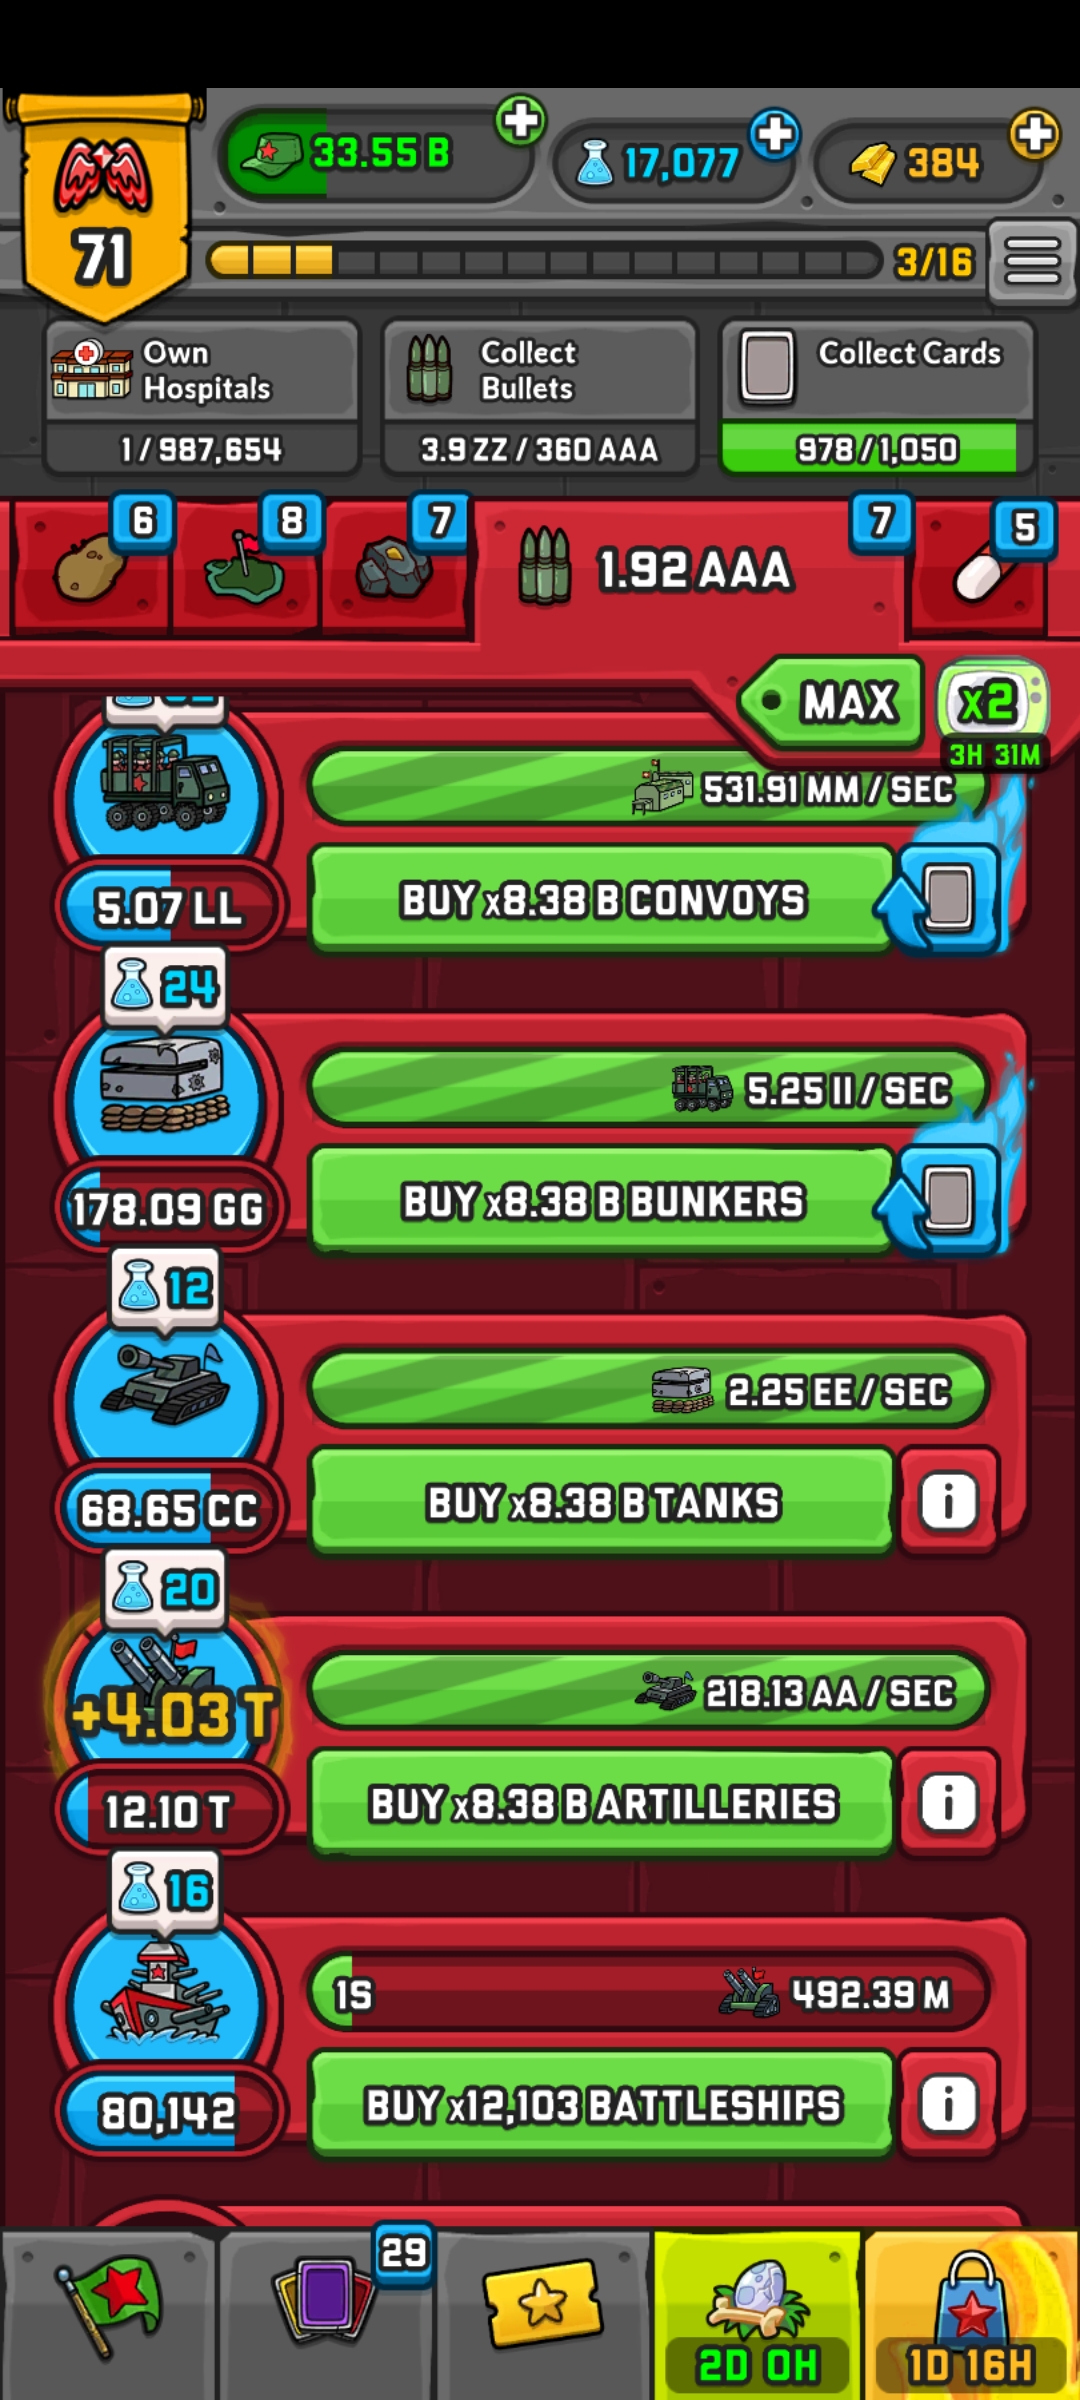 33.55 B
17,077
384
71
3/16
Own
Hospitals
1/987,654
Collect
Bullets
3.9 ZZ/360 AAA
Collect Cards
978/1,050
6
8
7
1.92 AAA
7
5
MAX
x2
3H 31M
531.91 MM/SEC
5.07 LL
BUY x8.38 B CONVOYS
24
5.25 II/SEC
178.09 GG
BUY x8.38 B BUNKERS
12
2.25 EE/SEC
68.65 CC
BUY x8.38 B TANKS
20
+4.03 T
218.13 AA/SEC
12.10 T
BUY x8.38 B ARTILLERIES
16
1S
492.39 M
80,142
BUY x12,103 BATTLESHIPS
29
2D 0H
1D 16H